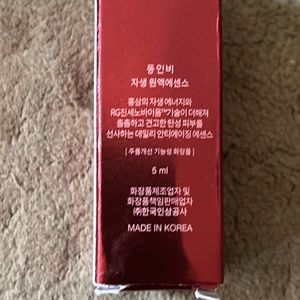 동인비
자생 원액에센스
홍삼의 자생 에너지와
RG진세노바이옴™기술이 더해져
촘촘하고 견고한 탄성 피부를
선사하는 데일리 안티에이징 에센스
[ 주름개선 기능성 화장품 ]
5 ml
화장품제조업자 및
화장품책임판매업자
㈜한국인삼공사
MADE IN KOREA